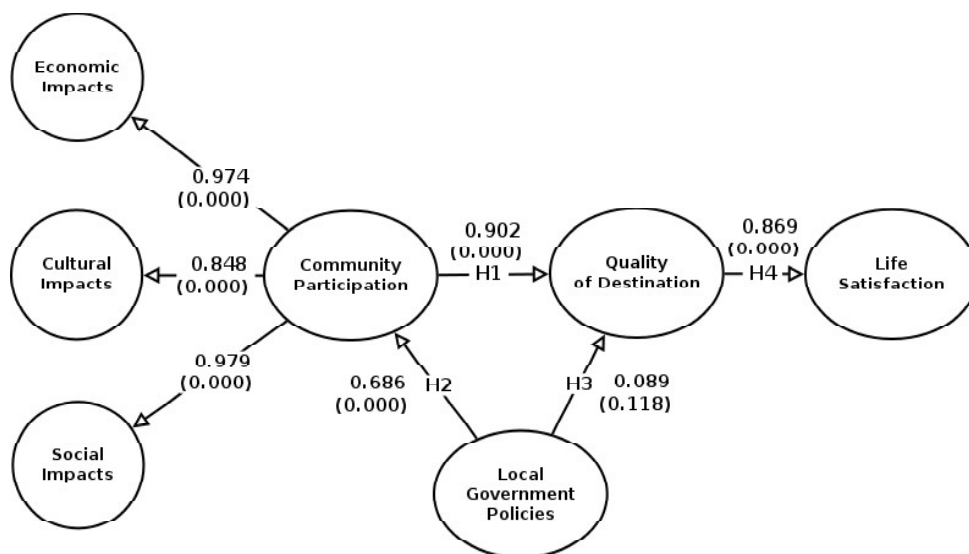 Economic
Impacts
0.974
(0.000)
Cultural
Impacts
0.848
(0.000)
Community
Participation
0.902
(0.000)
H1
Quality
of Destination
0.869
(0.000)
H4
Life
Satisfaction
0.979
(0.000)
0.686
(0.000)
H2
H3
0.089
(0.118)
Social
Impacts
Local
Government
Policies